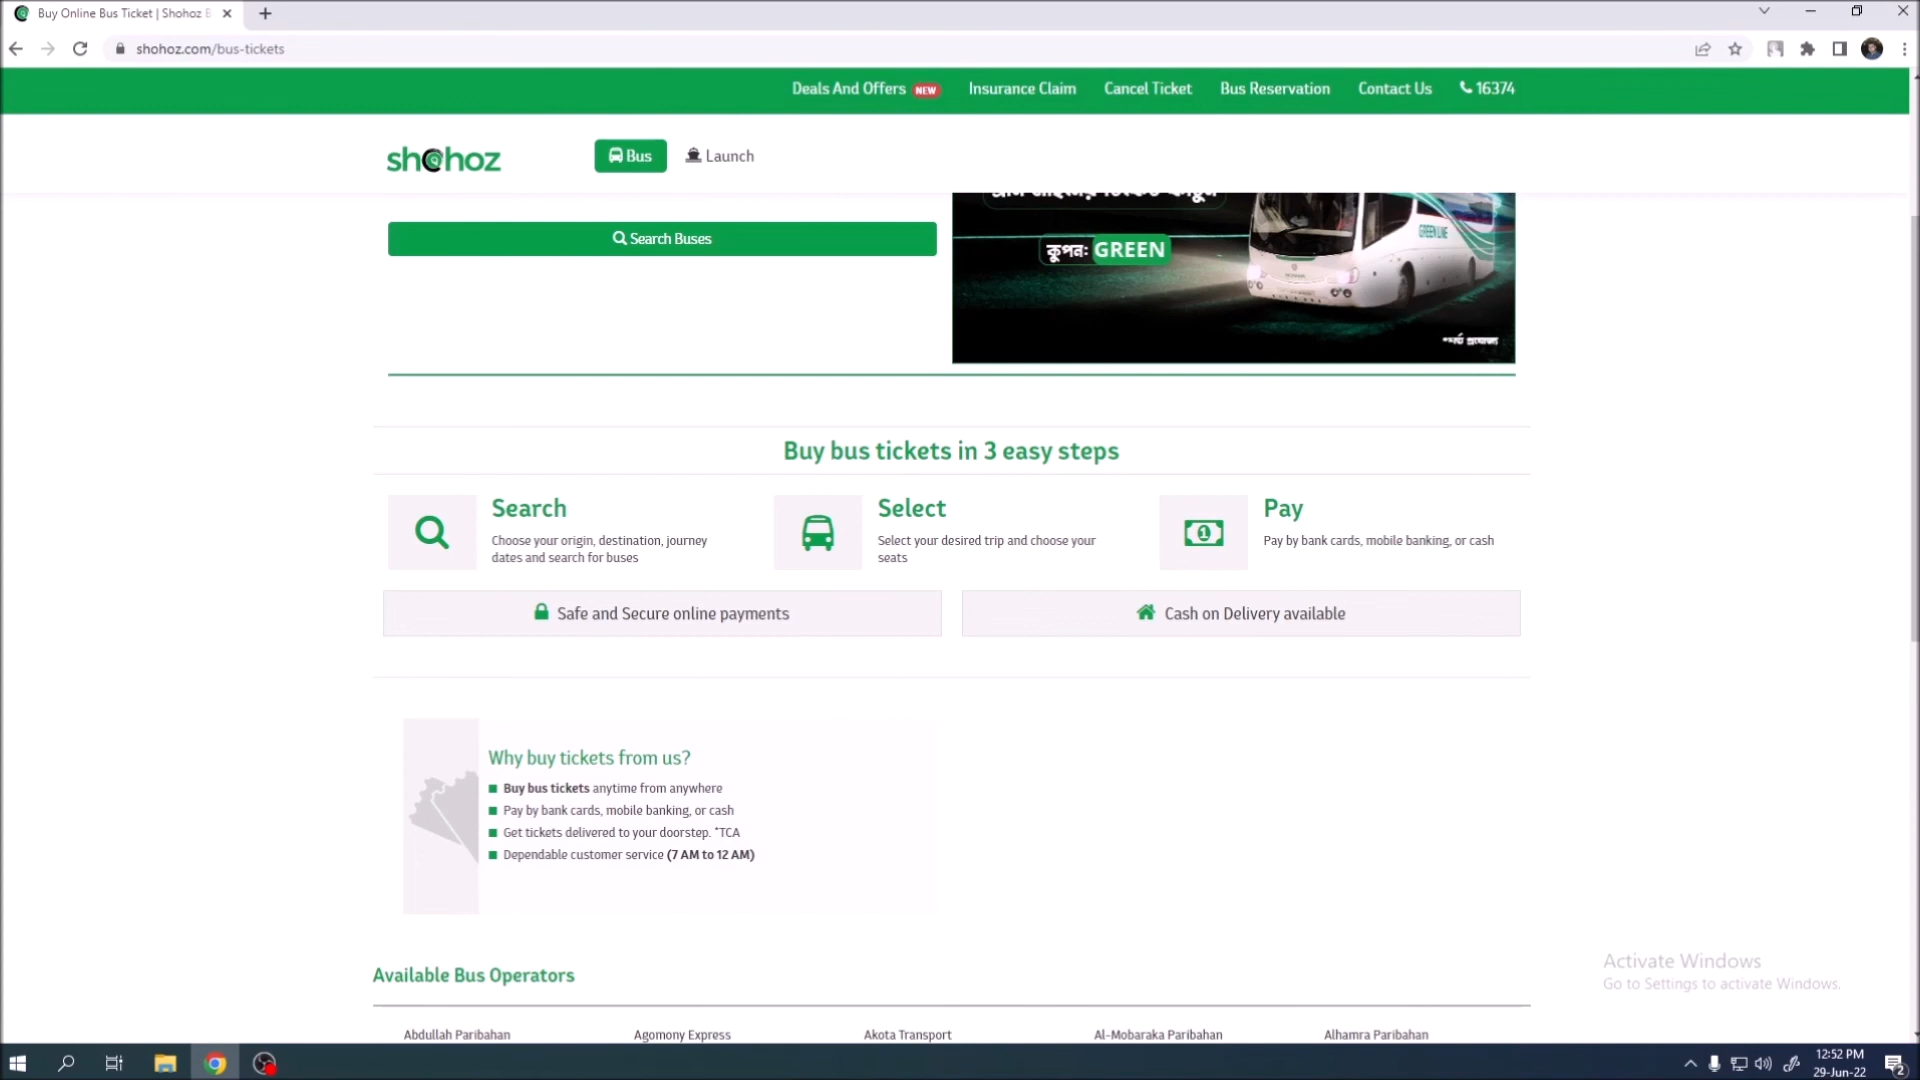 Buy Online Bus Ticket | Shohoz B
shohoz.com/bus-tickets
Deals And Offers NEW Insurance Claim Cancel Ticket Bus Reservation Contact Us 16374
shohoz Bus Launch
Search Buses
GREEN LINE
কুপন: GREEN
*শর্ত প্রযোজ্য
Buy bus tickets in 3 easy steps
Search
Choose your origin, destination, journey
dates and search for buses
Select
Select your desired trip and choose your
seats
Pay
Pay by bank cards, mobile banking, or cash
Safe and Secure online payments
Cash on Delivery available
Why buy tickets from us?
Buy bus tickets anytime from anywhere
Pay by bank cards, mobile banking, or cash
Get tickets delivered to your doorstep. *TCA
Dependable customer service (7 AM to 12 AM)
Available Bus Operators
Abdullah Paribahan Agomony Express Akota Transport Al-Mobaraka Paribahan Alhamra Paribahan
Activate Windows
Go to Settings to activate Windows.
12:52 PM
29-Jun-22
2